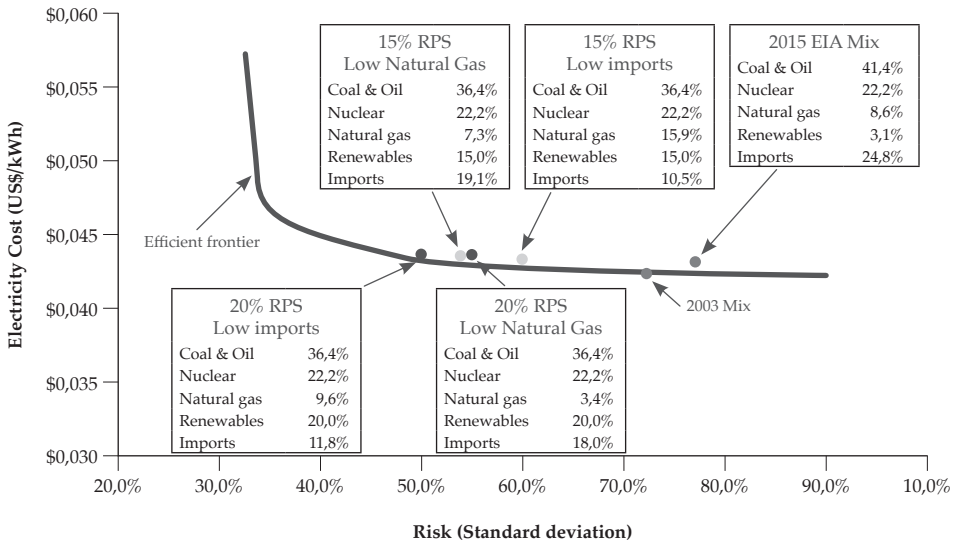 $0,060
$0,055
$0,050
$0,045
$0,040
$0,035
$0,030
Electricity Cost (US$/kWh)
15% RPS
Low Natural Gas
Coal & Oil 36,4%
Nuclear 22,2%
Natural gas 7,3%
Renewables 15,0%
Imports 19,1%
15% RPS
Low imports
Coal & Oil 36,4%
Nuclear 22,2%
Natural gas 15,9%
Renewables 15,0%
Imports 10,5%
2015 EIA Mix
Coal & Oil 41,4%
Nuclear 22,2%
Natural gas 8,6%
Renewables 3,1%
Imports 24,8%
Efficient frontier
2003 Mix
20% RPS
Low imports
Coal & Oil 36,4%
Nuclear 22,2%
Natural gas 9,6%
Renewables 20,0%
Imports 11,8%
20% RPS
Low Natural Gas
Coal & Oil 36,4%
Nuclear 22,2%
Natural gas 3,4%
Renewables 20,0%
Imports 18,0%
20,0% 30,0% 40,0% 50,0% 60,0% 70,0% 80,0% 90,0% 10,0%
Risk (Standard deviation)